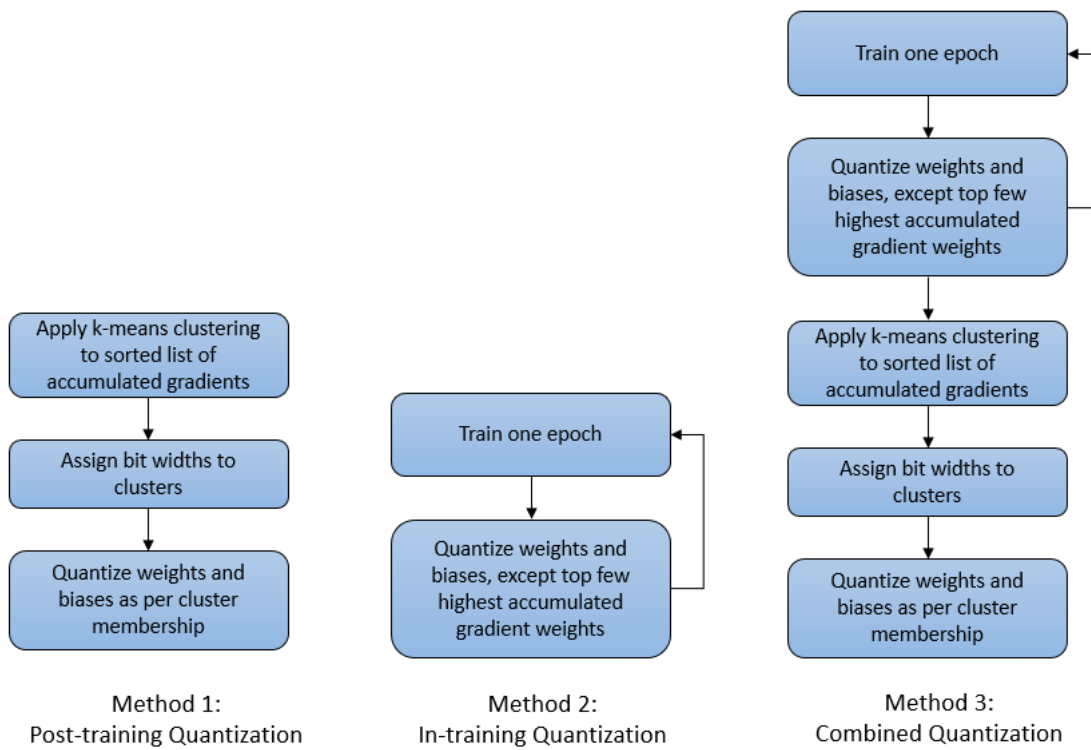 Apply k-means clustering
to sorted list of
accumulated gradients
Assign bit widths to
clusters
Quantize weights and
biases as per cluster
membership
Method 1:
Post-training Quantization
Train one epoch
Quantize weights and
biases, except top few
highest accumulated
gradient weights
Method 2:
In-training Quantization
Train one epoch
Quantize weights and
biases, except top few
highest accumulated
gradient weights
Apply k-means clustering
to sorted list of
accumulated gradients
Assign bit widths to
clusters
Quantize weights and
biases as per cluster
membership
Method 3:
Combined Quantization